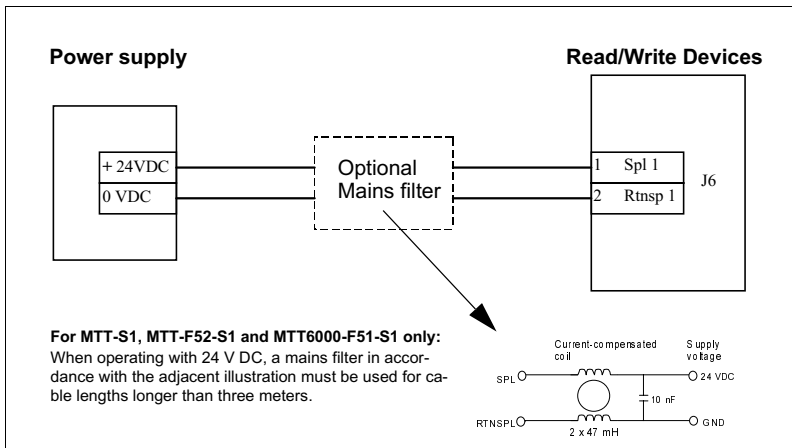 Power supply
Read/Write Devices
+ 24VDC
0 VDC
Optional
Mains filter
1 Spl 1
2 Rtnsp 1
J6
For MTT-S1, MTT-F52-S1 and MTT6000-F51-S1 only:
When operating with 24 V DC, a mains filter in accor-
dance with the adjacent illustration must be used for ca-
ble lengths longer than three meters.
Current-compensated
coil
Supply
voltage
SPL
24 VDC
10 nF
RTNSPL
GND
2 x 47 mH